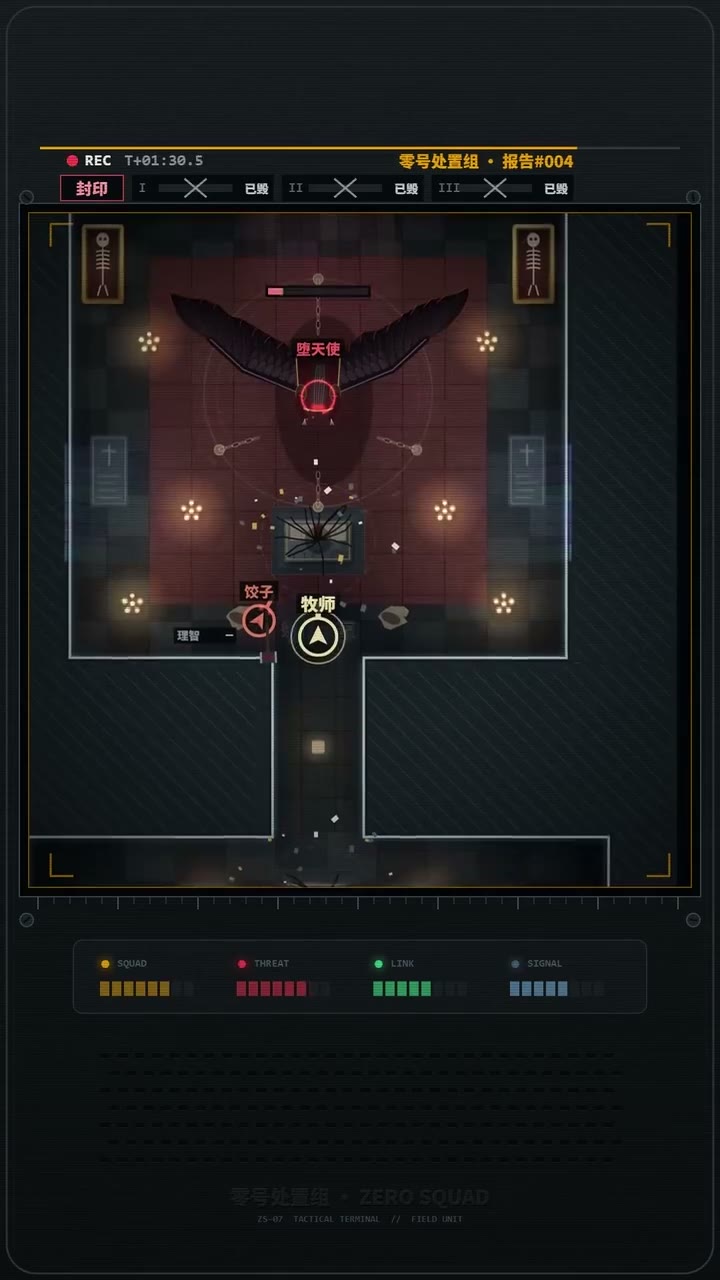 REC T+01:30.5 零号处置组 • 报告#004
封印 I 已毁 II 已毁 III 已毁
堕天使
饺子
牧师
理智
SQUAD THREAT LINK SIGNAL
零号处置组 • ZERO SQUAD
ZS-07 TACTICAL TERMINAL // FIELD UNIT